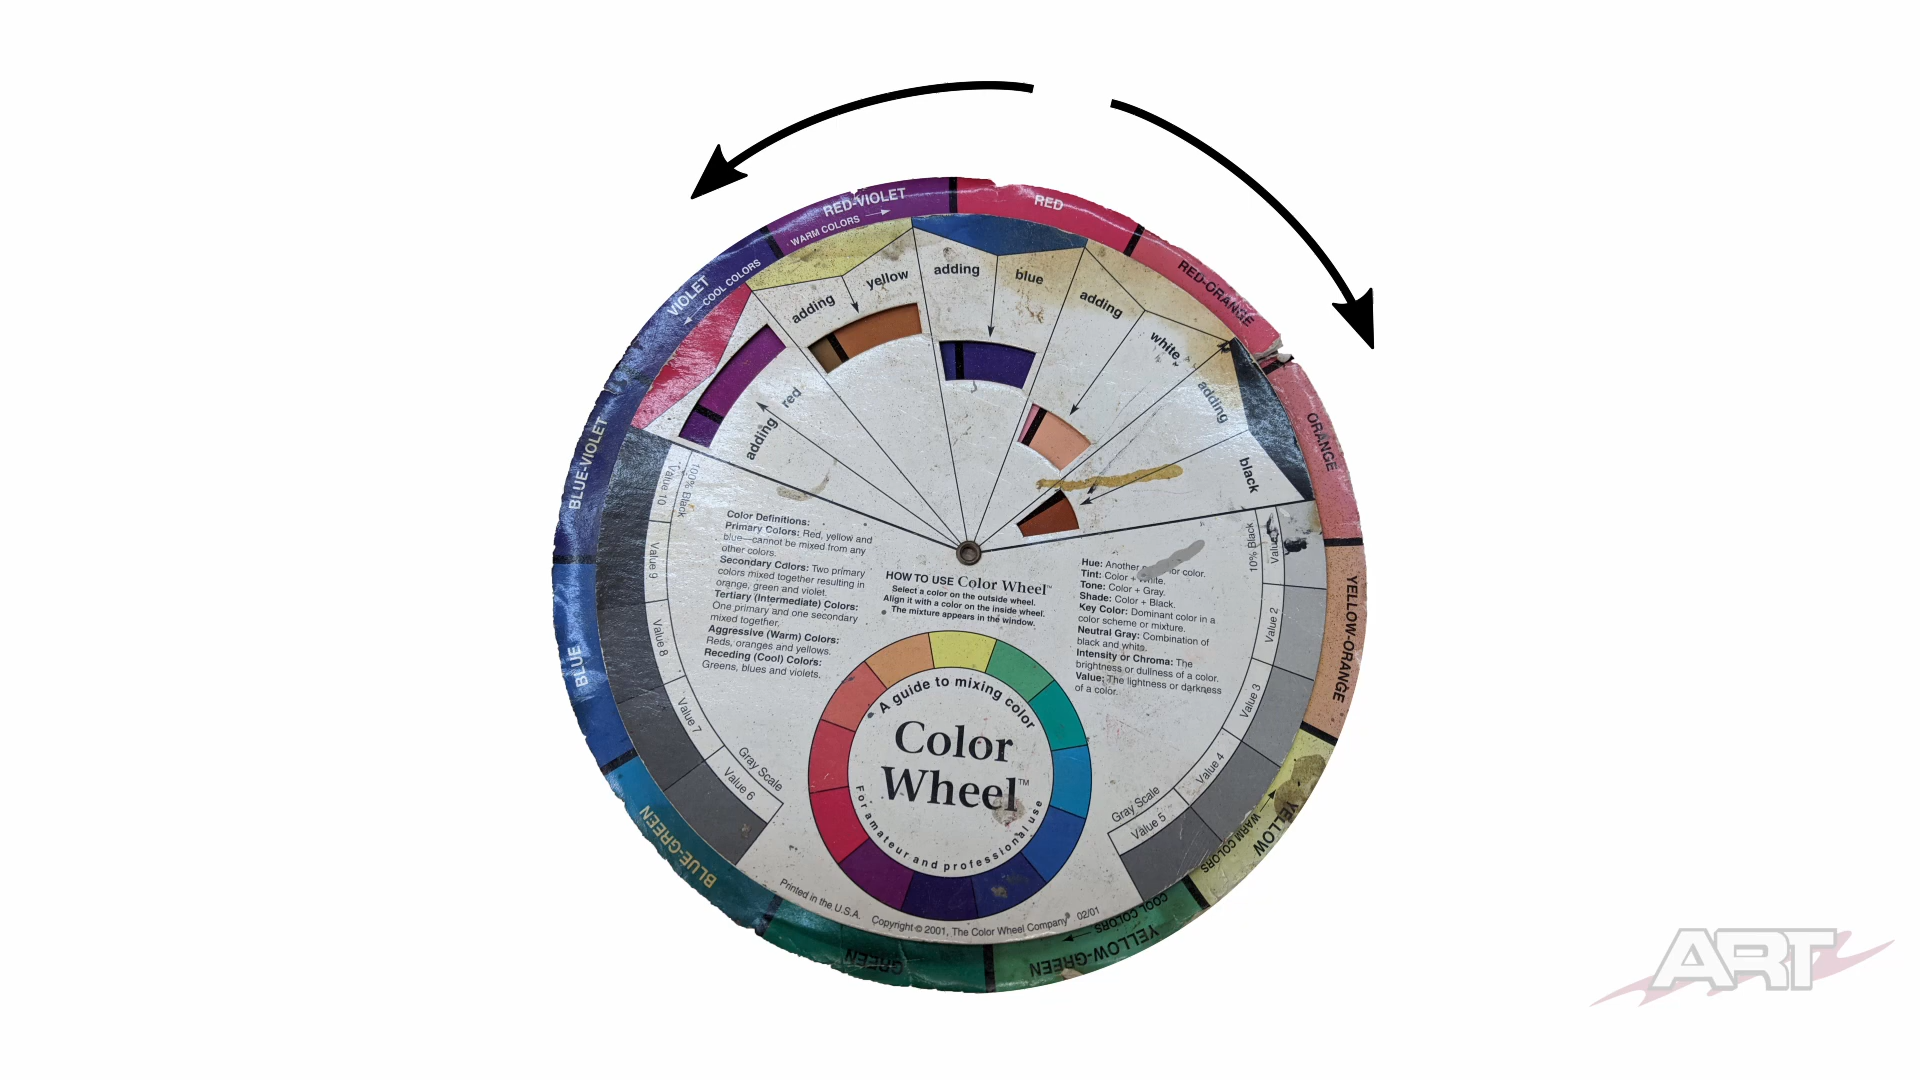 RED-VIOLET
WARM COLORS
RED
RED-ORANGE
ORANGE
YELLOW-ORANGE
YELLOW
WARM COLORS
COOL COLORS
YELLOW-GREEN
GREEN
BLUE-GREEN
BLUE
BLUE-VIOLET
VIOLET
COOL COLORS
adding red
adding yellow
adding blue
adding white
adding black
100% Black
Value 10
Value 9
Value 8
Value 7
Value 6
Gray Scale
10% Black
Value
Value 2
Value 3
Value 4
Value 5
Gray Scale
Color Definitions:
Primary Colors: Red, yellow and
blue—cannot be mixed from any
other colors.
Secondary Colors: Two primary
colors mixed together resulting in
orange, green and violet.
Tertiary (Intermediate) Colors:
One primary and one secondary
mixed together.
Aggressive (Warm) Colors:
Reds, oranges and yellows.
Receding (Cool) Colors:
Greens, blues and violets.
HOW TO USE Color Wheel™
Select a color on the outside wheel.
Align it with a color on the inside wheel.
The mixture appears in the window.
Hue: Another color.
Tint: Color + White.
Tone: Color + Gray.
Shade: Color + Black.
Key Color: Dominant color in a
color scheme or mixture.
Neutral Gray: Combination of
black and white.
Intensity or Chroma: The
brightness or dullness of a color.
Value: The lightness or darkness
of a color.
A guide to mixing color
Color
Wheel™
For amateur and professional use
Printed in the U.S.A. Copyright © 2001, The Color Wheel Company® 02/01
ART